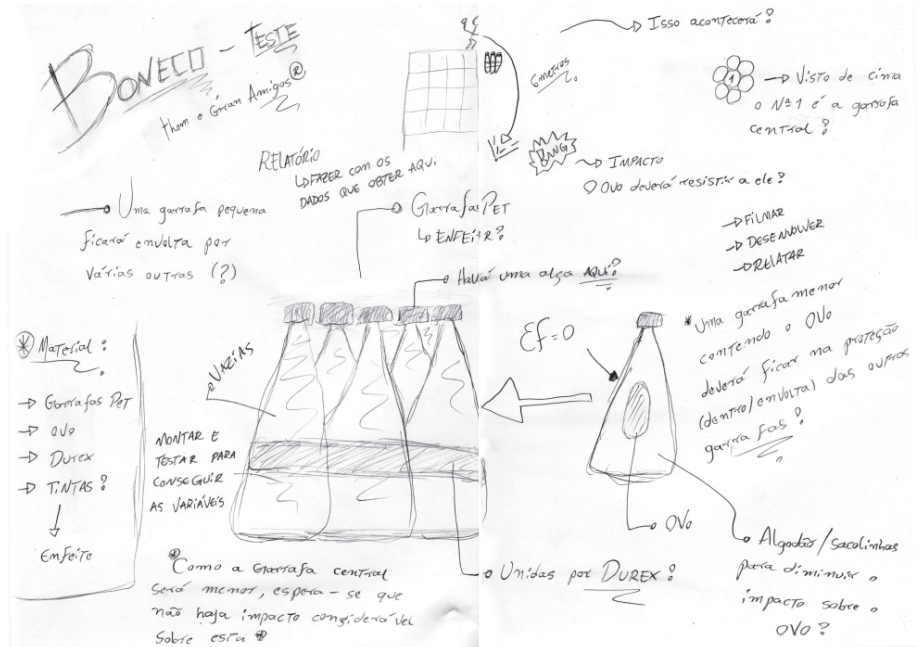 BONECO - TESTE
them e Gran Amigos ®
RELATÓRIO
↳ FAZER COM OS
DADOS QUE OBTER AQUI
6 metros
→ Isso acontecerá?
1
→ Visto de cima
o Nº 1 é a garrafa
central?
BANG
→ IMPACTO
O Ovo deverá resistir a ele?
→ FILMAR
→ DESENVOLVER
→ RELATAR
Uma garrafa pequena
ficará envolta por
várias outras (?)
Garrafas PET
↳ ENFEITAR?
Haverá uma alça AQUI?
* Material:
→ Garrafas PET
→ OVO
→ Durex
→ TINTAS?
Enfeite
VAZIAS
MONTAR E
TESTAR PARA
CONSEGUIR
AS VARIÁVEIS
Ef=0
* Uma garrafa menor
contendo o OVO
deverá ficar na proteção
(dentro/envolta) das outras
garrafas?
OVO
Unidas por DUREX?
Algodão/sacolinhas
para diminuir o
impacto sobre o
OVO?
Como a Garrafa central
será menor, espera-se que
não haja impacto considerável
sobre esta